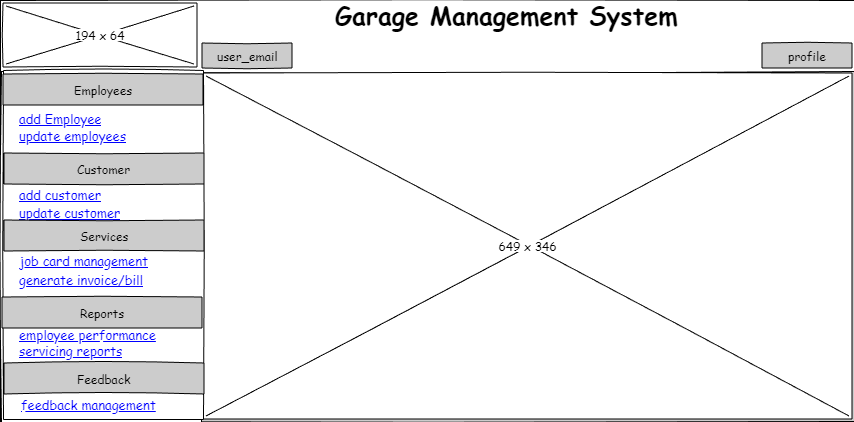 Garage Management System
194 x 64
user_email
profile
Employees
add Employee
update employees
Customer
add customer
update customer
Services
job card management
generate invoice/bill
Reports
employee performance
servicing reports
Feedback
feedback management
649 x 346